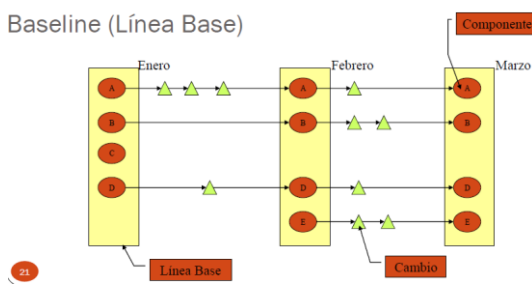 Baseline (Línea Base)
Componente
Enero
Febrero
Marzo
A
A
A
B
B
B
C
D
D
D
E
E
21
Línea Base
Cambio